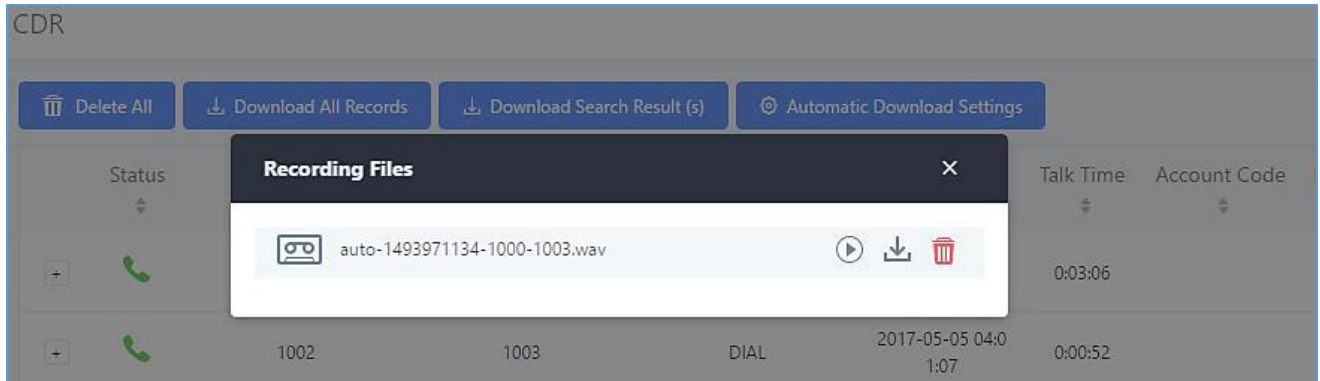 CDR
Delete All
Download All Records
Download Search Result (s)
Automatic Download Settings
Status
Recording Files
Talk Time
Account Code
auto-1493971134-1000-1003.wav
0:03:06
1002
1003
DIAL
2017-05-05 04:0
1:07
0:00:52